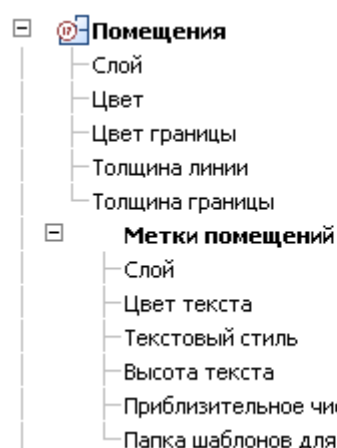 Помещения
Слой
Цвет
Цвет границы
Толщина линии
Толщина границы
Метки помещений
Слой
Цвет текста
Текстовый стиль
Высота текста
Приблизительное
Папка шаблонов для